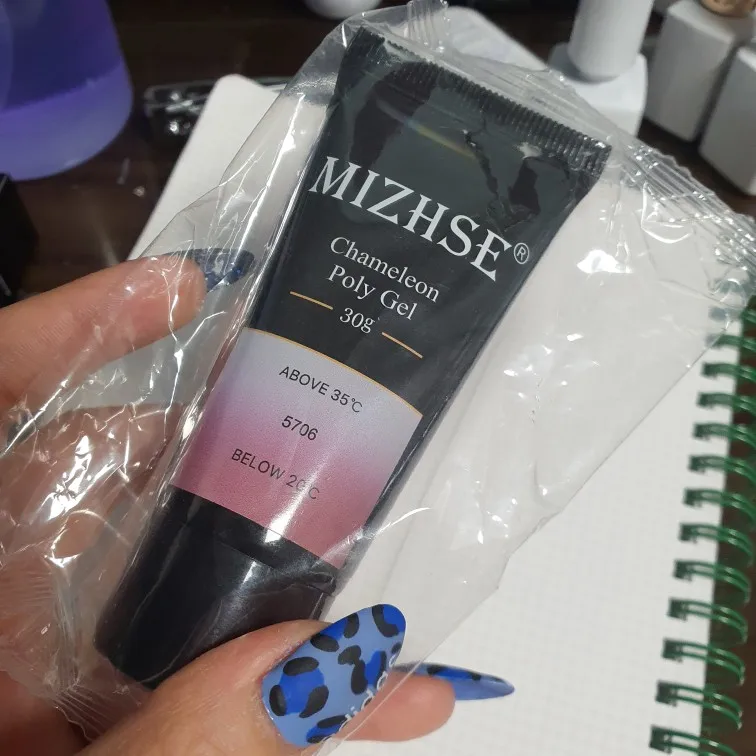 MIZHSE®
Chameleon
Poly Gel
30g
ABOVE 35℃
5706
BELOW 20℃